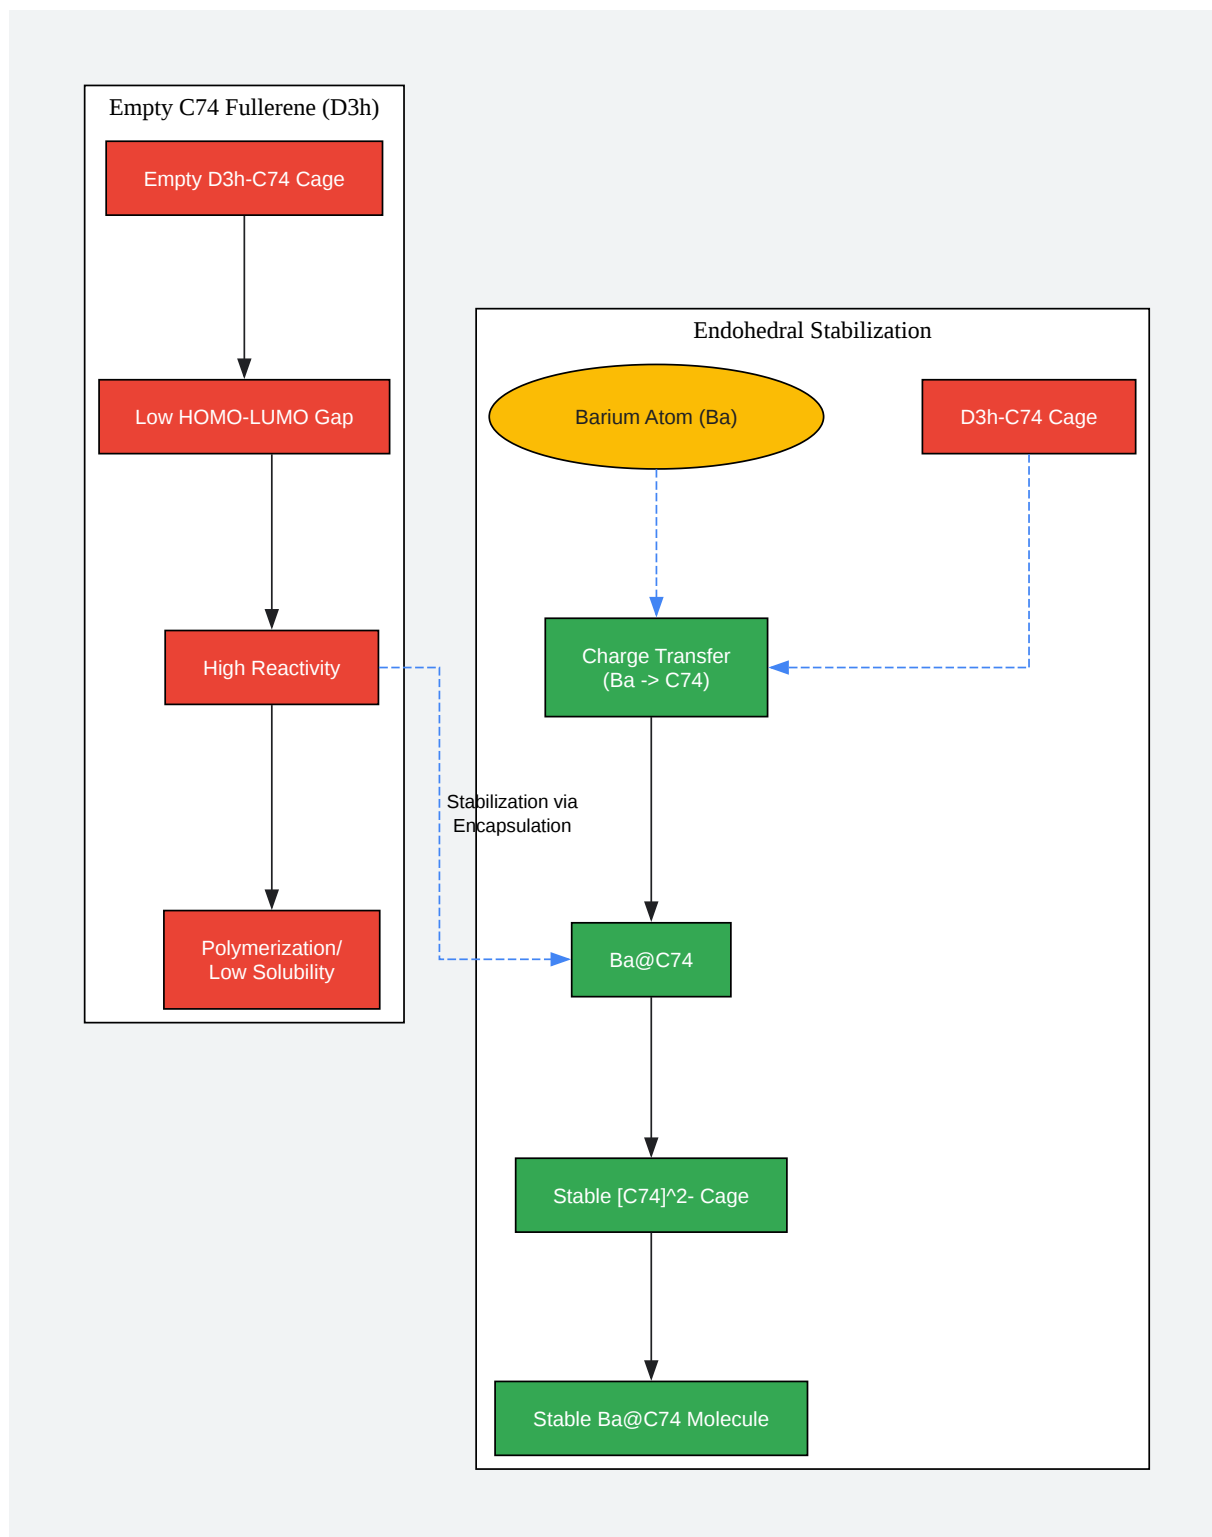 Empty C74 Fullerene (D3h)
Empty D3h-C74 Cage
Low HOMO-LUMO Gap
High Reactivity
Polymerization/
Low Solubility
Stabilization via
Encapsulation
Endohedral Stabilization
Barium Atom (Ba)
D3h-C74 Cage
Charge Transfer
(Ba -> C74)
Ba@C74
Stable [C74]^2- Cage
Stable Ba@C74 Molecule